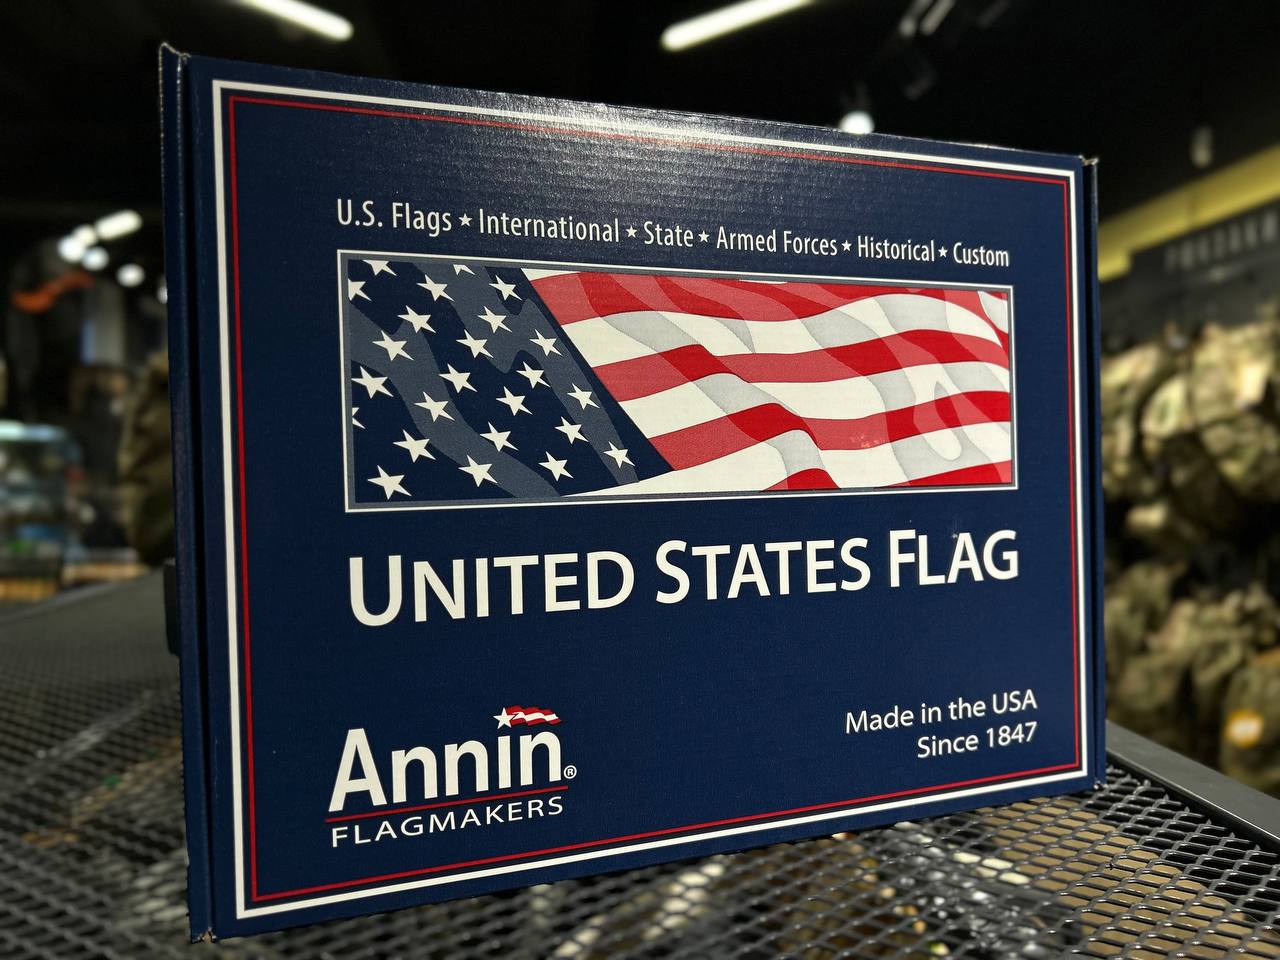 U.S. Flags ★ International ★ State ★ Armed Forces ★ Historical ★ Custom
UNITED STATES FLAG
Annin®
FLAGMAKERS
Made in the USA
Since 1847